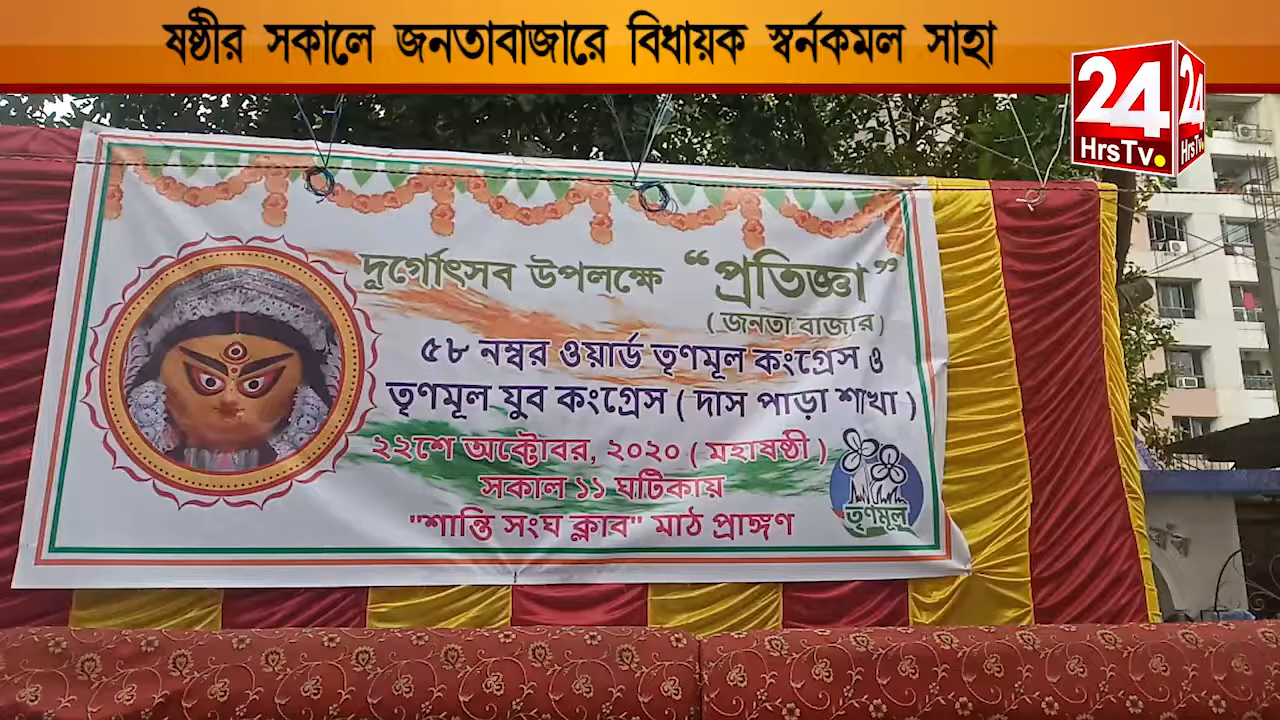 ষষ্ঠীর সকালে জনতাবাজারে বিধায়ক স্বর্নকমল সাহা
24
HrsTv.
24
HrsTv.
দুর্গোৎসব উপলক্ষে “প্রতিজ্ঞা”
( জনতা বাজার )
৫৮ নম্বর ওয়ার্ড তৃণমূল কংগ্রেস ও
তৃণমূল যুব কংগ্রেস ( দাস পাড়া শাখা )
২২শে অক্টোবর, ২০২০ ( মহাষষ্ঠী )
সকাল ১১ ঘটিকায়
"শান্তি সংঘ ক্লাব" মাঠ প্রাঙ্গণ
তৃণমূল